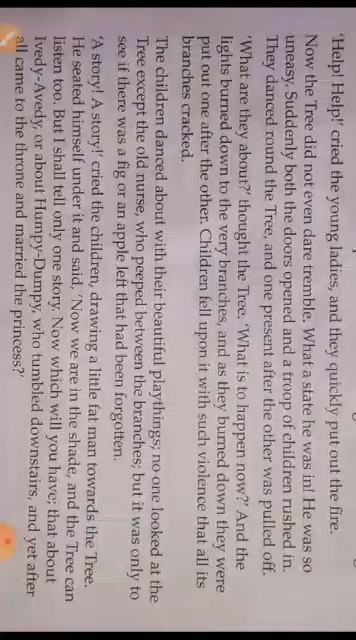 'Help! Help!' cried the young ladies, and they quickly put out the fire.
Now the Tree did not even dare tremble. What a state he was in! He was so
uneasy. Suddenly both the doors opened and a troop of children rushed in.
They danced round the Tree, and one present after the other was pulled off.
'What are they about?' thought the Tree. 'What is to happen now?' And the
lights burned down to the very branches, and as they burned down they were
put out one after the other. Children fell upon it with such violence that all its
branches cracked.
The children danced about with their beautiful playthings; no one looked at the
Tree except the old nurse, who peeped between the branches; but it was only to
see if there was a fig or an apple left that had been forgotten.
'A story! A story!' cried the children, drawing a little fat man towards the Tree.
He seated himself under it and said, 'Now we are in the shade, and the Tree can
listen too. But I shall tell only one story. Now which will you have; that about
Ivedy-Avedy, or about Humpy-Dumpy, who tumbled downstairs, and yet after
all came to the throne and married the princess?'